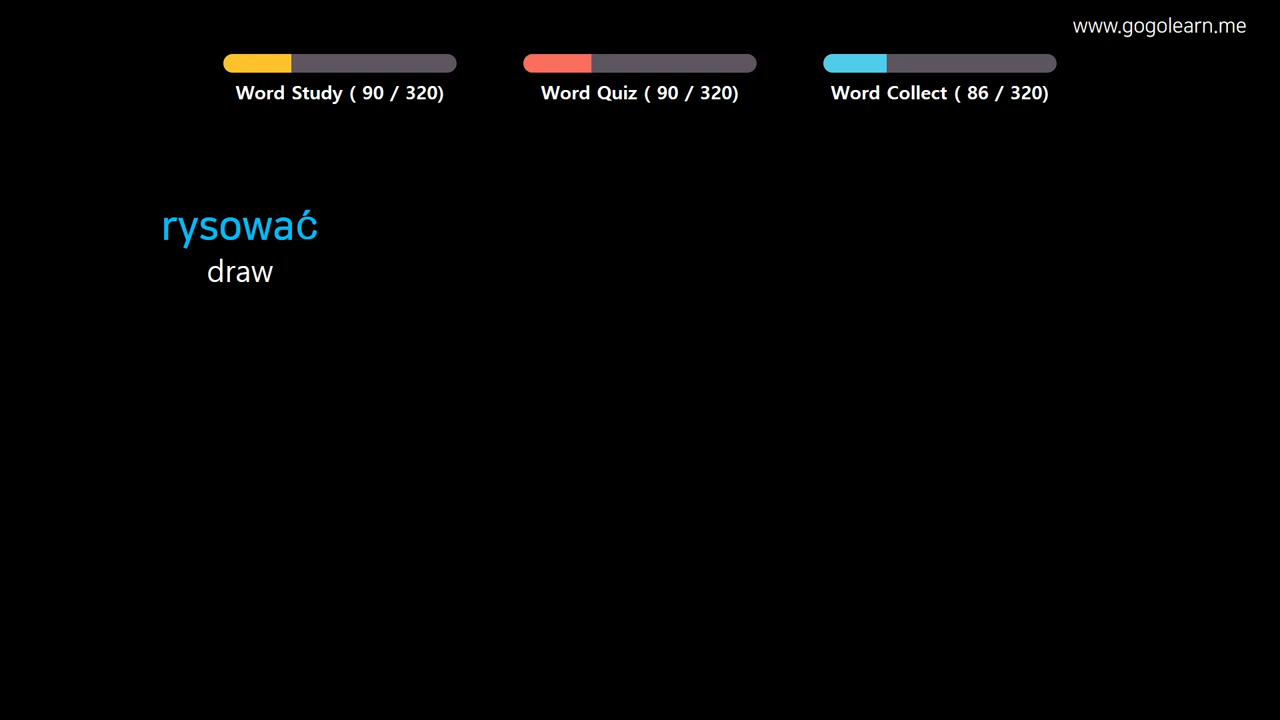 www.gogolearn.me
Word Study ( 90 / 320)
Word Quiz ( 90 / 320)
Word Collect ( 86 / 320)
rysować
draw